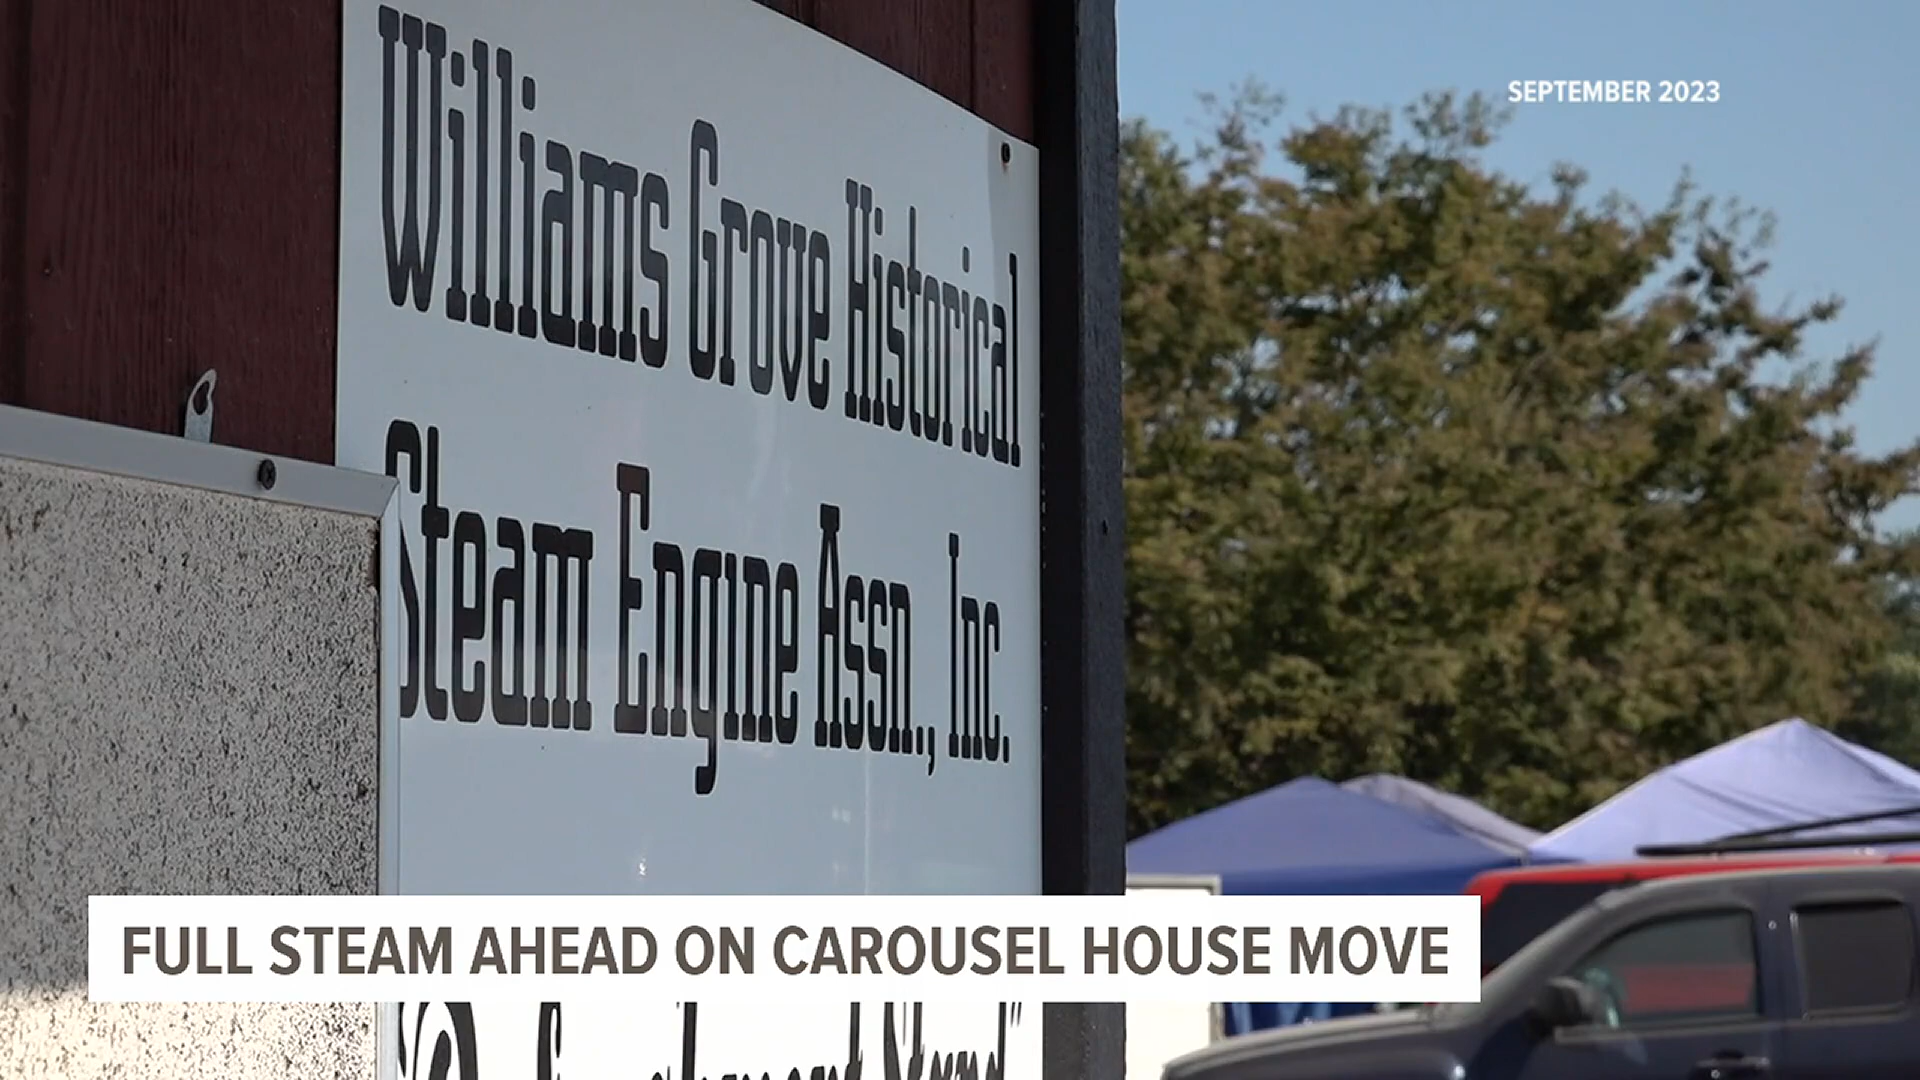 SEPTEMBER 2023
Williams Grove Historical
Steam Engine Assn., Inc.
FULL STEAM AHEAD ON CAROUSEL HOUSE MOVE